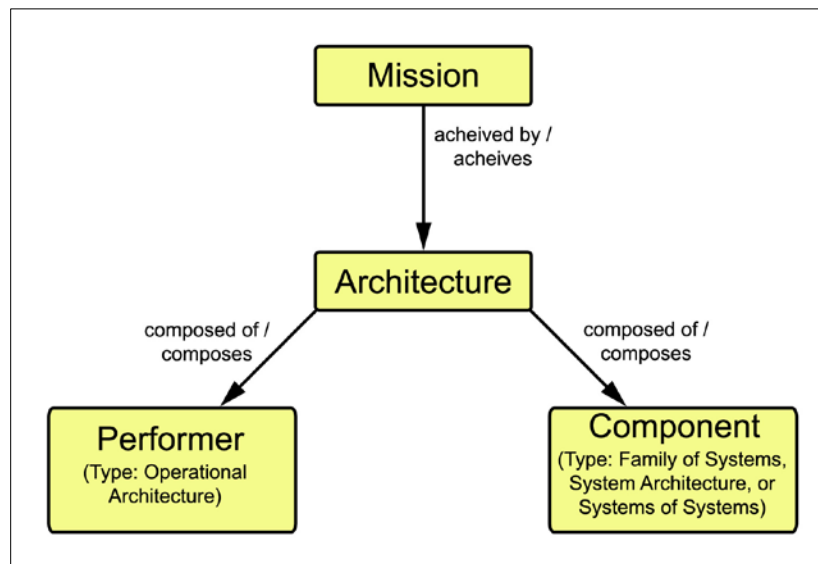 Mission
acheived by /
acheives
Architecture
composed of /
composes
composed of /
composes
Performer
(Type: Operational
Architecture)
Component
(Type: Family of Systems,
System Architecture, or
Systems of Systems)